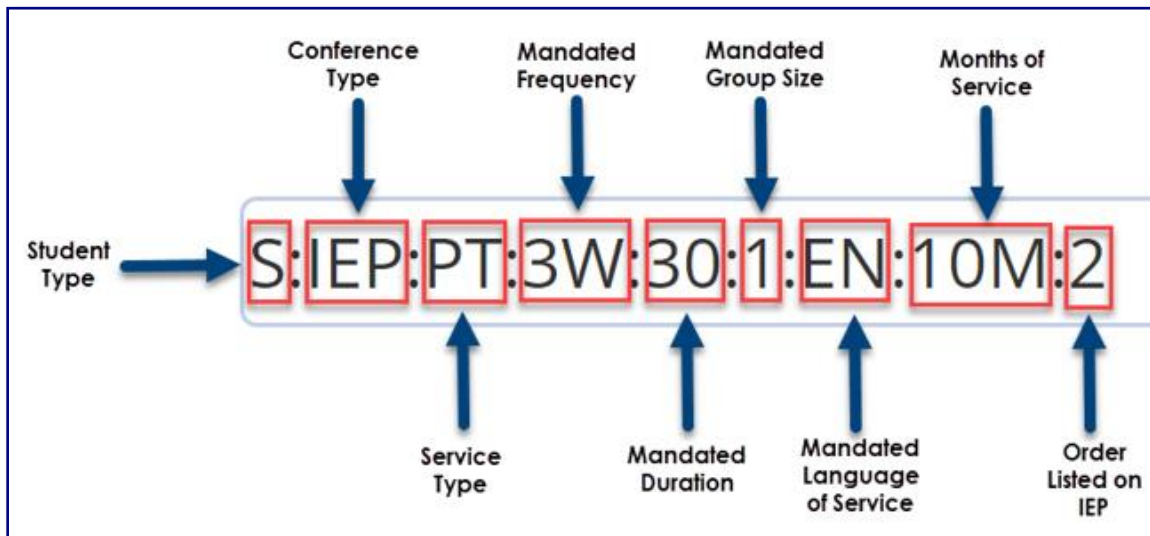 Conference
Type
Mandated
Frequency
Mandated
Group Size
Months of
Service
Student
Type
S:IEP:PT:3W:30:1:EN:10M:2
Service
Type
Mandated
Duration
Mandated
Language
of Service
Order
Listed on
IEP